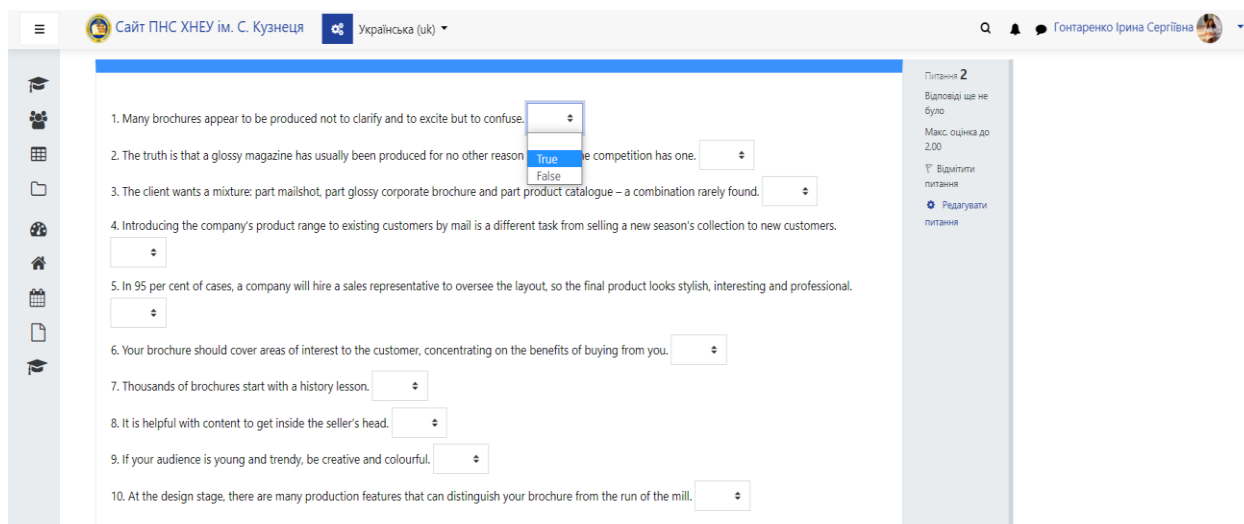 Сайт ПНС ХНЕУ ім. С. Кузнеця Українська (uk) Гонтаренко Ірина Сергіївна
Питання 2
Відповіді ще не
було
Макс. оцінка до
2,00
Відмітити
питання
Редагувати
питання
1. Many brochures appear to be produced not to clarify and to excite but to confuse.
True
False
2. The truth is that a glossy magazine has usually been produced for no other reason e competition has one.
3. The client wants a mixture: part mailshot, part glossy corporate brochure and part product catalogue – a combination rarely found.
4. Introducing the company's product range to existing customers by mail is a different task from selling a new season's collection to new customers.
5. In 95 per cent of cases, a company will hire a sales representative to oversee the layout, so the final product looks stylish, interesting and professional.
6. Your brochure should cover areas of interest to the customer, concentrating on the benefits of buying from you.
7. Thousands of brochures start with a history lesson.
8. It is helpful with content to get inside the seller's head.
9. If your audience is young and trendy, be creative and colourful.
10. At the design stage, there are many production features that can distinguish your brochure from the run of the mill.